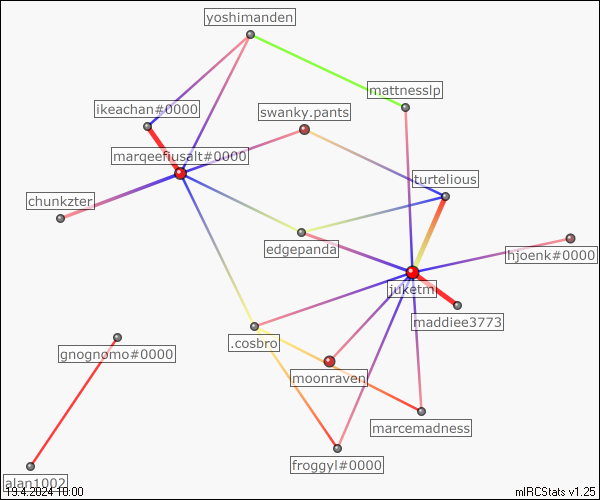 yoshimanden
mattnesslp
ikeachan#0000
swanky.pants
marqeefiusalt#0000
turtelious
chunkzter
edgepanda
hjoenk#0000
juketm
maddiee3773
.cosbro
gnognomo#0000
moonraven
marcemadness
froggyl#0000
alan1002
19.4.2024 10:00
mIRCStats v1.25